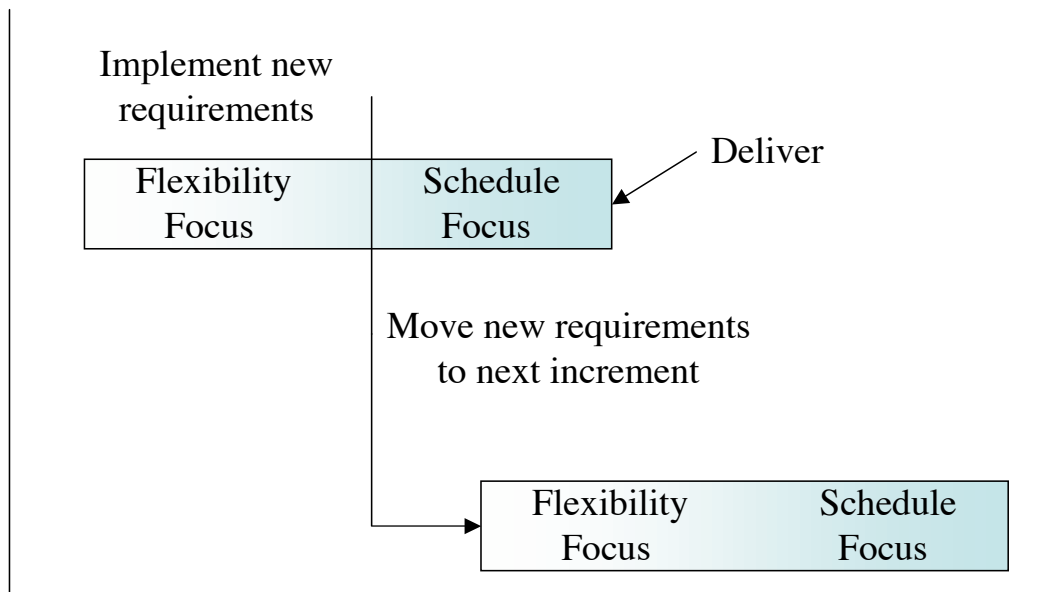 Implement new
requirements
Deliver
Flexibility
Focus
Schedule
Focus
Move new requirements
to next increment
Flexibility
Focus
Schedule
Focus